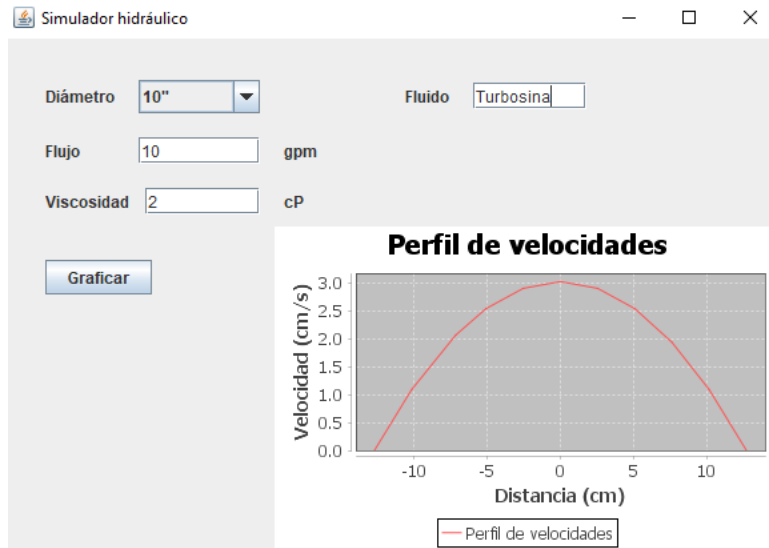 Simulador hidráulico
Diámetro 10" Fluido Turbosina
Flujo 10 gpm
Viscosidad 2 cP
Graficar
Perfil de velocidades
Velocidad (cm/s)
3.0
2.5
2.0
1.5
1.0
0.5
0.0
-10 -5 0 5 10
Distancia (cm)
Perfil de velocidades